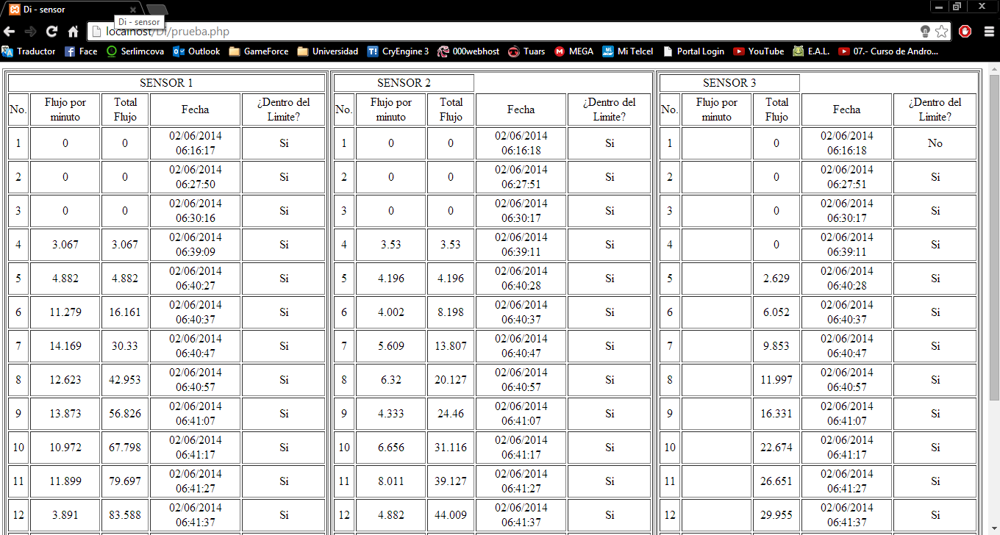 Di - sensor
Di - sensor
localhost/Di/prueba.php
Traductor Face Serlimcova Outlook GameForce Universidad CryEngine 3 000webhost Tuars MEGA Mi Telcel Portal Login YouTube E.A.L. 07.- Curso de Andro...
SENSOR 1
No. Flujo por minuto Total Flujo Fecha ¿Dentro del Limite?
1 0 0 02/06/2014 06:16:17 Si
2 0 0 02/06/2014 06:27:50 Si
3 0 0 02/06/2014 06:30:16 Si
4 3.067 3.067 02/06/2014 06:39:09 Si
5 4.882 4.882 02/06/2014 06:40:27 Si
6 11.279 16.161 02/06/2014 06:40:37 Si
7 14.169 30.33 02/06/2014 06:40:47 Si
8 12.623 42.953 02/06/2014 06:40:57 Si
9 13.873 56.826 02/06/2014 06:41:07 Si
10 10.972 67.798 02/06/2014 06:41:17 Si
11 11.899 79.697 02/06/2014 06:41:27 Si
12 3.891 83.588 02/06/2014 06:41:37 Si
SENSOR 2
No. Flujo por minuto Total Flujo Fecha ¿Dentro del Limite?
1 0 0 02/06/2014 06:16:18 Si
2 0 0 02/06/2014 06:27:51 Si
3 0 0 02/06/2014 06:30:17 Si
4 3.53 3.53 02/06/2014 06:39:11 Si
5 4.196 4.196 02/06/2014 06:40:28 Si
6 4.002 8.198 02/06/2014 06:40:37 Si
7 5.609 13.807 02/06/2014 06:40:47 Si
8 6.32 20.127 02/06/2014 06:40:57 Si
9 4.333 24.46 02/06/2014 06:41:07 Si
10 6.656 31.116 02/06/2014 06:41:17 Si
11 8.011 39.127 02/06/2014 06:41:27 Si
12 4.882 44.009 02/06/2014 06:41:37 Si
SENSOR 3
No. Flujo por minuto Total Flujo Fecha ¿Dentro del Limite?
1 0 02/06/2014 06:16:18 No
2 0 02/06/2014 06:27:51 Si
3 0 02/06/2014 06:30:17 Si
4 0 02/06/2014 06:39:11 Si
5 2.629 02/06/2014 06:40:28 Si
6 6.052 02/06/2014 06:40:37 Si
7 9.853 02/06/2014 06:40:47 Si
8 11.997 02/06/2014 06:40:57 Si
9 16.331 02/06/2014 06:41:07 Si
10 22.674 02/06/2014 06:41:17 Si
11 26.651 02/06/2014 06:41:27 Si
12 29.955 02/06/2014 06:41:37 Si